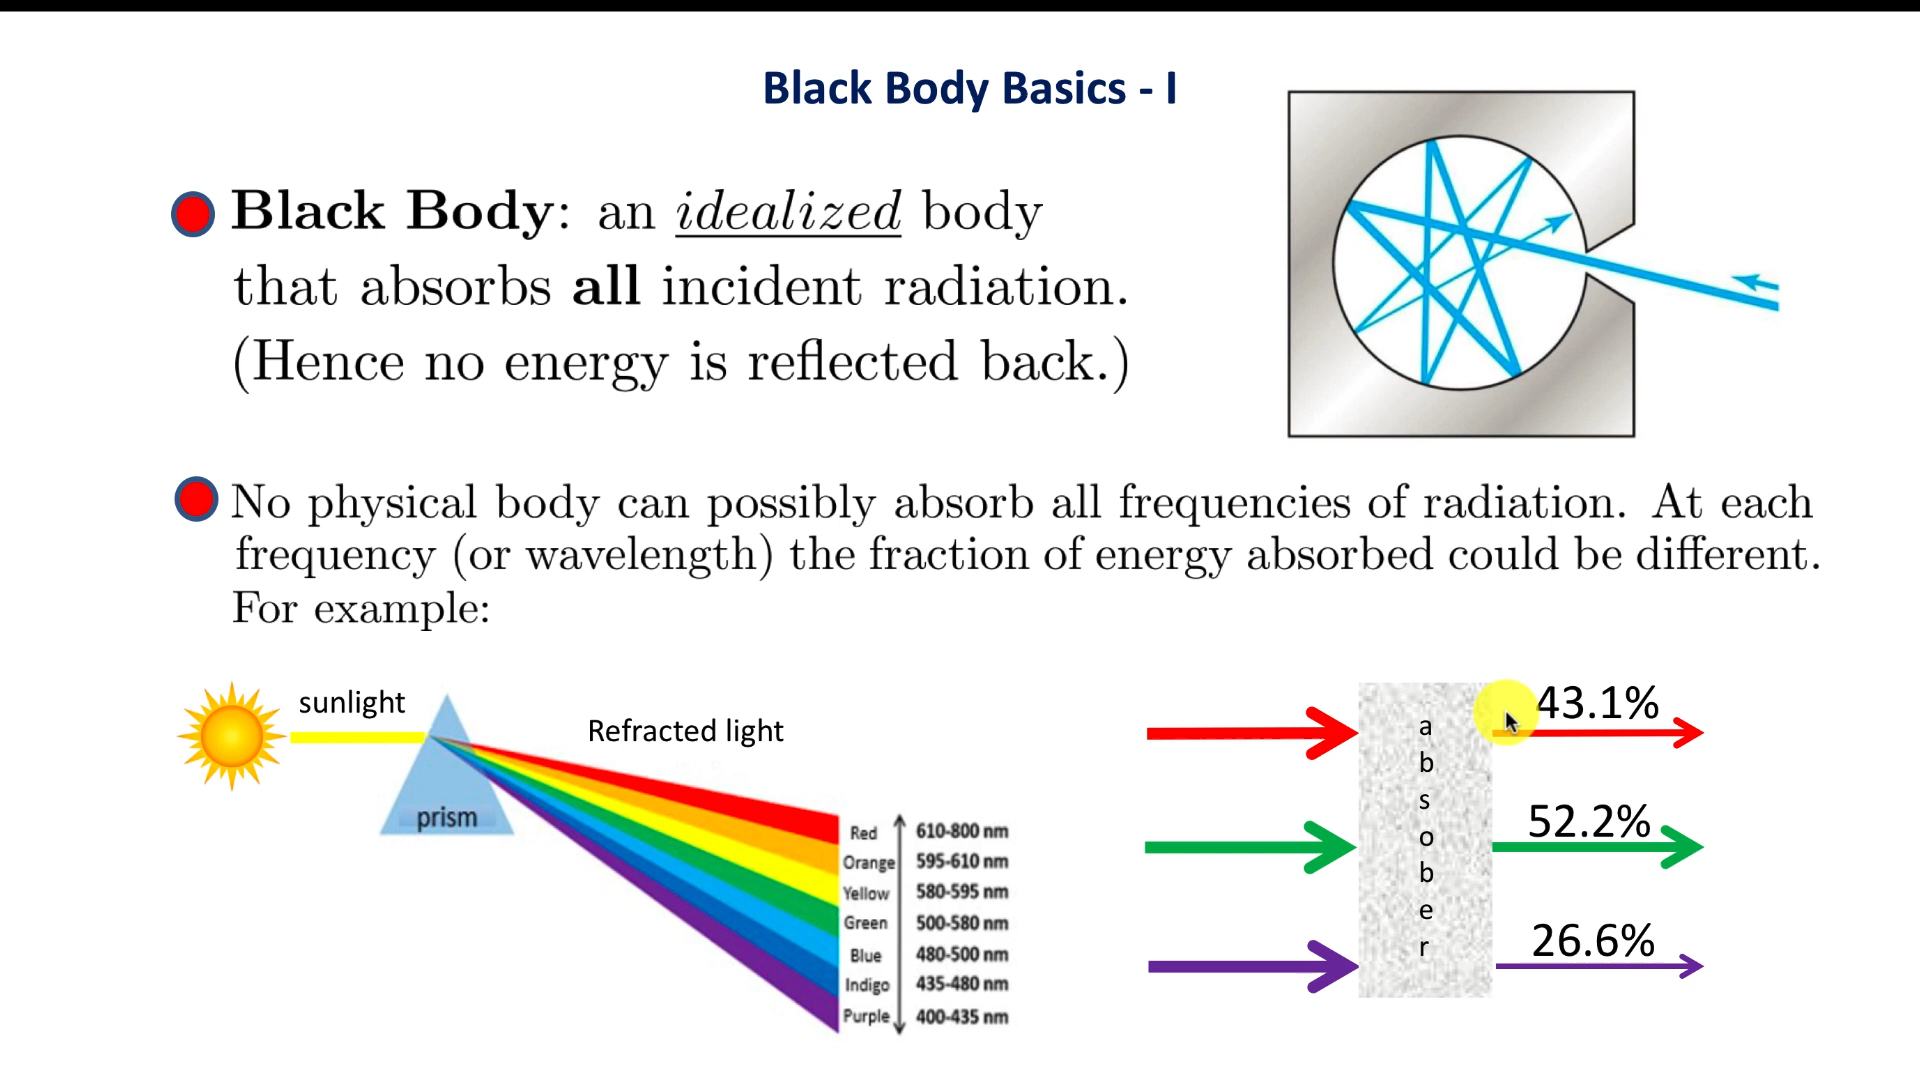 Black Body Basics - I
Black Body: an idealized body
that absorbs all incident radiation.
(Hence no energy is reflected back.)
No physical body can possibly absorb all frequencies of radiation. At each
frequency (or wavelength) the fraction of energy absorbed could be different.
For example:
sunlight
Refracted light
prism
Red 610-800 nm
Orange 595-610 nm
Yellow 580-595 nm
Green 500-580 nm
Blue 480-500 nm
Indigo 435-480 nm
Purple 400-435 nm
a
b
s
o
b
e
r
43.1%
52.2%
26.6%